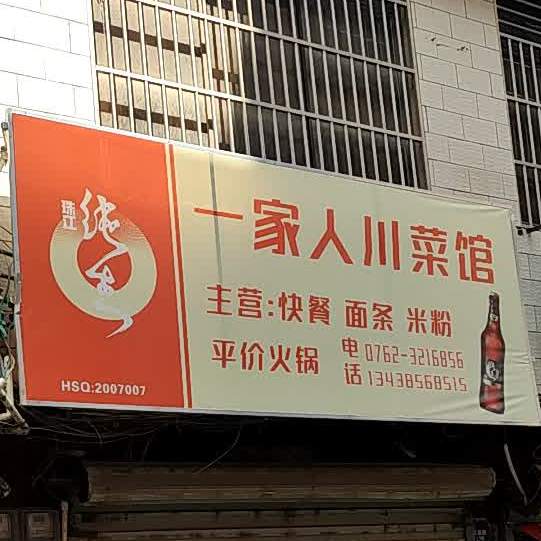 珠江
纯生
HSQ:2007007
一家人川菜馆
主营:快餐 面条 米粉
平价火锅
电话
0762-3216856
13438568515